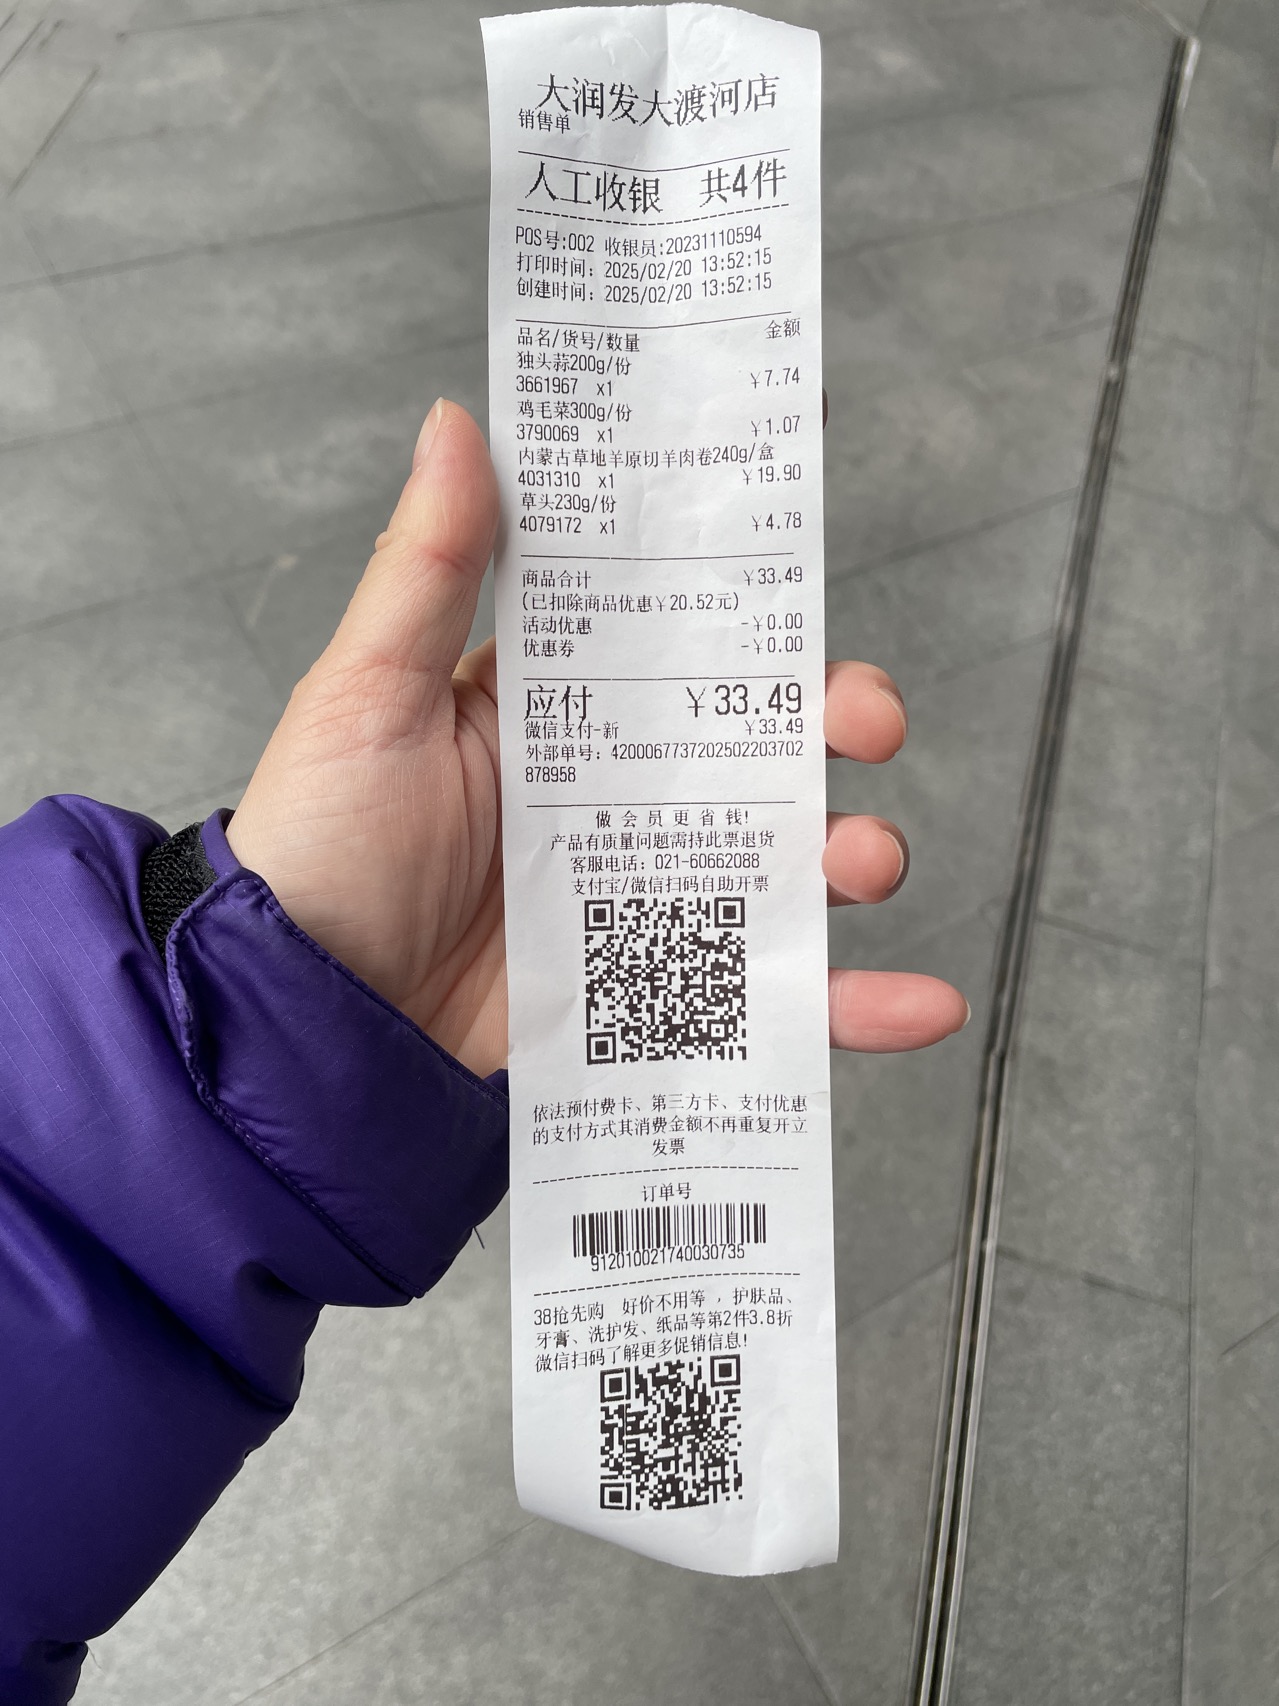 大润发大渡河店
销售单
人工收银 共4件
POS号:002 收银员:20231110594
打印时间: 2025/02/20 13:52:15
创建时间: 2025/02/20 13:52:15
品名/货号/数量 金额
独头蒜200g/份
3661967 x1 ¥7.74
鸡毛菜300g/份
3790069 x1 ¥1.07
内蒙古草地羊原切羊肉卷240g/盒
4031310 x1 ¥19.90
草头230g/份
4079172 x1 ¥4.78
商品合计 ¥33.49
(已扣除商品优惠¥20.52元)
活动优惠 -¥0.00
优惠券 -¥0.00
应付 ¥33.49
微信支付-新 ¥33.49
外部单号: 4200067737202502203702
878958
做 会 员 更 省 钱!
产品有质量问题需持此票退货
客服电话: 021-60662088
支付宝/微信扫码自助开票
依法预付费卡、第三方卡、支付优惠
的支付方式其消费金额不再重复开立
发票
订单号
912010021740030735
38抢先购 好价不用等 , 护肤品、
牙膏、洗护发、纸品等第2件3.8折
微信扫码了解更多促销信息!